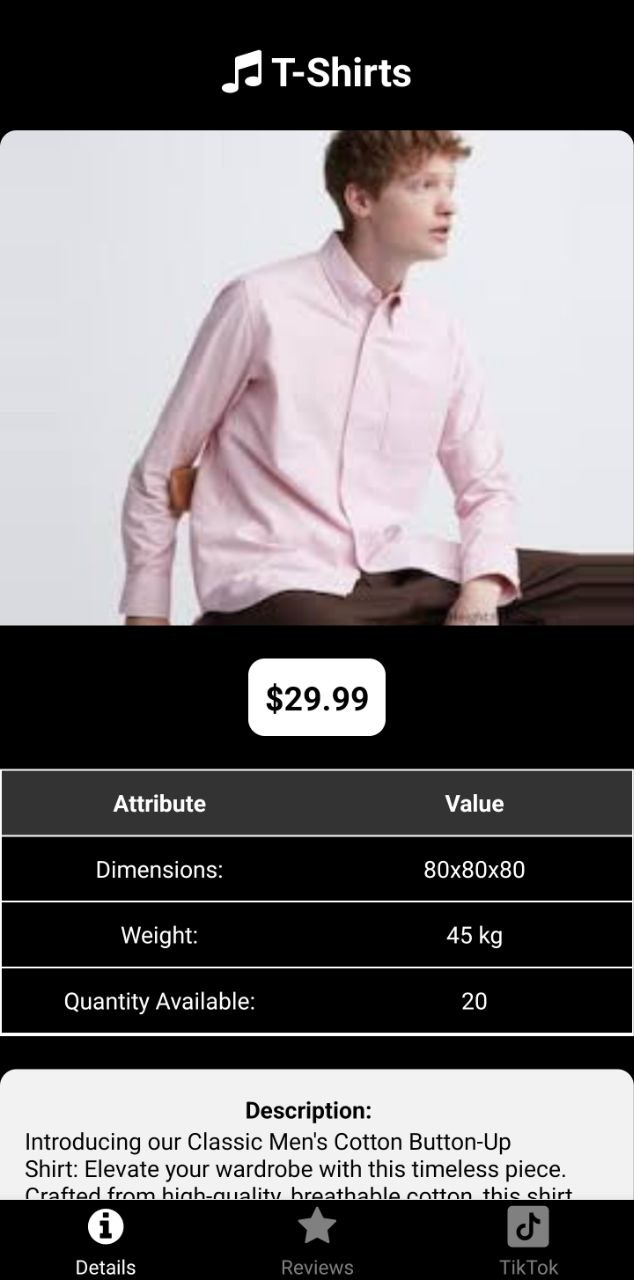 T-Shirts
$29.99
Attribute Value
Dimensions: 80x80x80
Weight: 45 kg
Quantity Available: 20
Description:
Introducing our Classic Men's Cotton Button-Up
Shirt: Elevate your wardrobe with this timeless piece.
Crafted from high-quality, breathable cotton, this shirt
Details Reviews TikTok